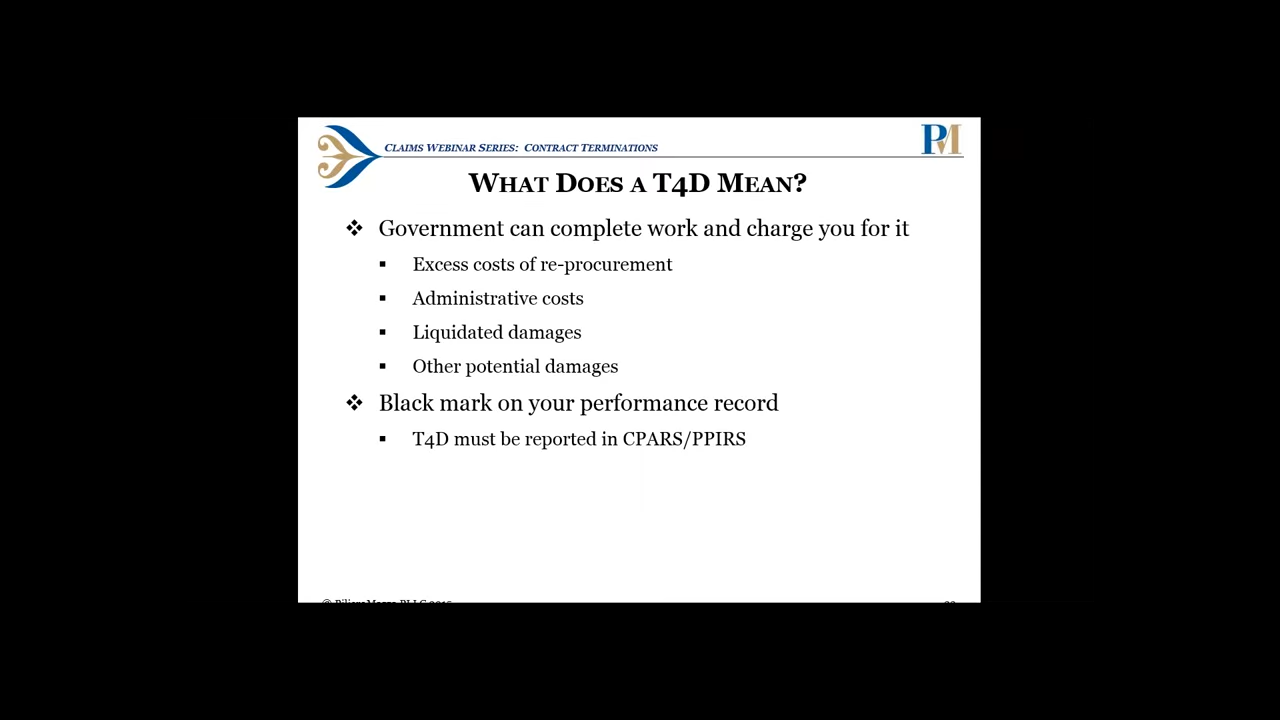 CLAIMS WEBINAR SERIES: CONTRACT TERMINATIONS
PM
WHAT DOES A T4D MEAN?
❖ Government can complete work and charge you for it
▪ Excess costs of re-procurement
▪ Administrative costs
▪ Liquidated damages
▪ Other potential damages
❖ Black mark on your performance record
▪ T4D must be reported in CPARS/PPIRS